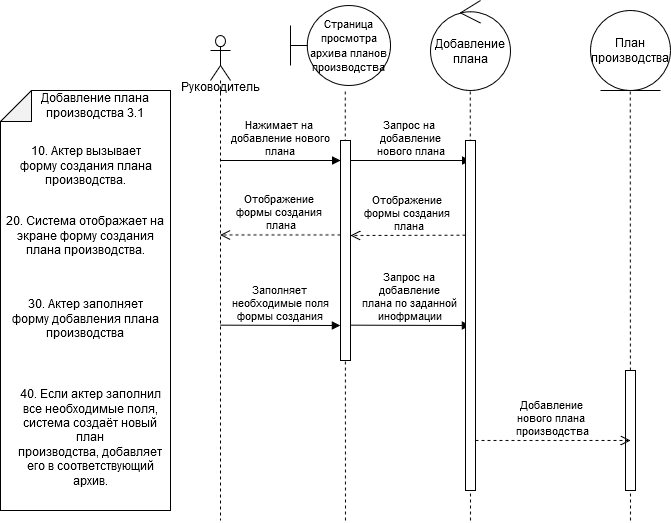 Страница
просмотра
архива планов
производства
Добавление
плана
План
производства
Руководитель
Добавление плана
производства 3.1
10. Актер вызывает
форму создания плана
производства.
20. Система отображает на
экране форму создания
плана производства.
30. Актер заполняет
форму добавления плана
производства
40. Если актер заполнил
все необходимые поля,
система создаёт новый
план
производства, добавляет
его в соответствующий
архив.
Нажимает на
добавление нового
плана
Запрос на
добавление
нового плана
Отображение
формы создания
плана
Отображение
формы создания
плана
Заполняет
необходимые поля
формы создания
Запрос на
добавление
плана по заданной
инофрмации
Добавление
нового плана
производства